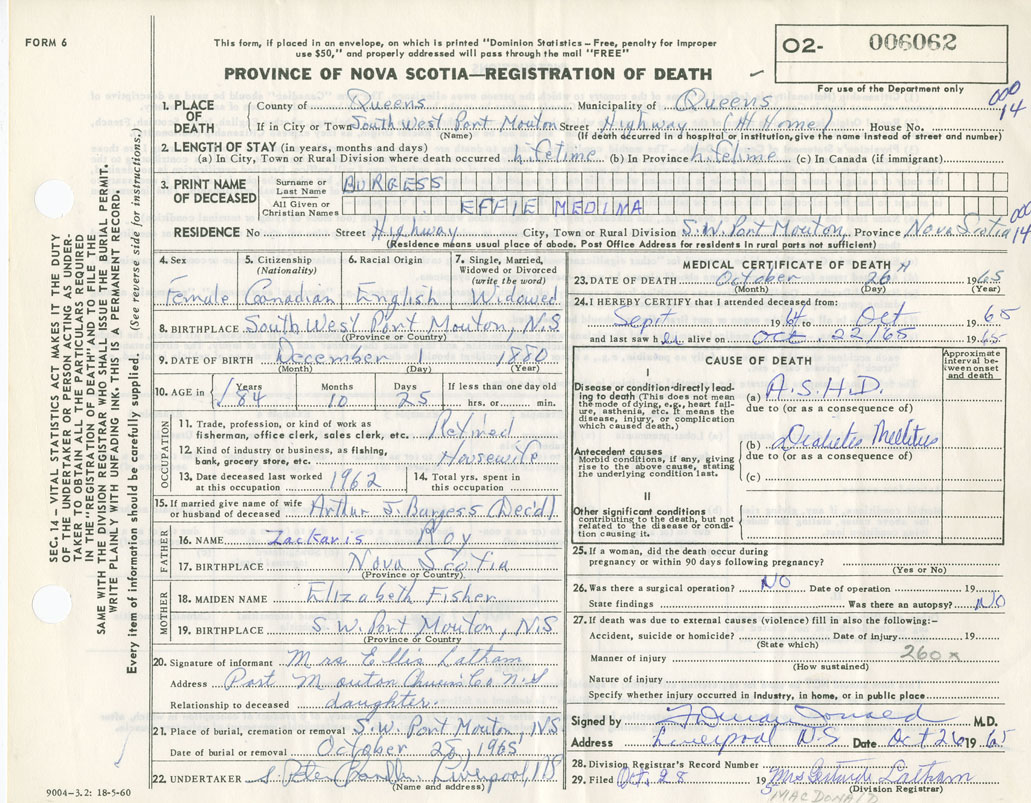 FORM 6
This form, if placed in an envelope, on which is printed "Dominion Statistics – Free, penalty for improper
use $50," and properly addressed will pass through the mail "FREE"
02- 006062
PROVINCE OF NOVA SCOTIA—REGISTRATION OF DEATH
For use of the Department only
000
14
1. PLACE OF DEATH
County of Queens Municipality of Queens
If in City or Town South West Port Mouton Street Highway (At Home) House No.
(Name) (If death occurred in a hospital or institution, give the name instead of street and number)
2. LENGTH OF STAY (in years, months and days)
(a) In City, Town or Rural Division where death occurred lifetime (b) In Province lifetime (c) In Canada (if immigrant)
3. PRINT NAME OF DECEASED
Surname or Last Name BURGESS
All Given or Christian Names EFFIE MEDINA
RESIDENCE No Street Highway City, Town or Rural Division S.W. Port Mouton, Province Nova Scotia
000
14
(Residence means usual place of abode. Post Office Address for residents in rural parts not sufficient)
4. Sex
Female
5. Citizenship
(Nationality)
Canadian
6. Racial Origin
English
7. Single, Married,
Widowed or Divorced
(write the word)
Widowed
8. BIRTHPLACE South West Port Mouton, N.S
(Province or Country)
9. DATE OF BIRTH December 1 1880
(Month) (Day) (Year)
10. AGE in Years Months Days If less than one day old
84 10 25 hrs. or min.
OCCUPATION
11. Trade, profession, or kind of work as
fisherman, office clerk, sales clerk, etc. Retired
12. Kind of industry or business, as fishing,
bank, grocery store, etc. Housewife
13. Date deceased last worked
at this occupation 1962
14. Total yrs. spent in
this occupation
15. If married give name of wife
or husband of deceased Arthur J. Burgess (Dec'd)
FATHER
16. NAME Zackaris Roy
17. BIRTHPLACE Nova Scotia
(Province or Country)
MOTHER
18. MAIDEN NAME Elizabeth Fisher
19. BIRTHPLACE S.W. Port Mouton, N.S
(Province or Country
20. Signature of informant Mrs Ellis Latham
Address Port Mouton Queens Co N.S
Relationship to deceased daughter.
21. Place of burial, cremation or removal S.W. Port Mouton, NS
Date of burial or removal October 28, 1965
22. UNDERTAKER Liverpool, NS
(Name and address)
9004–3.2: 18-5-60
MEDICAL CERTIFICATE OF DEATH
23. DATE OF DEATH October 26 1965
(Month) (Day) (Year)
24. I HEREBY CERTIFY that I attended deceased from:
Sept 1964 to Oct 1965
and last saw her alive on Oct. 22/65 1965
CAUSE OF DEATH
Approximate
interval be-
tween onset
and death
I
Disease or condition directly lead-
ing to death (This does not mean
the mode of dying, e.g., heart fail-
ure, asthenia, etc. It means the
disease, injury, or complication
which caused death.)
(a) A.S.H.D.
due to (or as a consequence of)
(b) Diabetes Mellitus
due to (or as a consequence of)
(c)
Antecedent causes
Morbid conditions, if any, giving
rise to the above cause, stating
the underlying condition last.
II
Other significant conditions
contributing to the death, but not
related to the disease or condi-
tion causing it.
25. If a woman, did the death occur during
pregnancy or within 90 days following pregnancy?
(Yes or No)
26. Was there a surgical operation? NO Date of operation 19
State findings Was there an autopsy? NO
27. If death was due to external causes (violence) fill in also the following:–
Accident, suicide or homicide? Date of injury 19
(State which)
Manner of injury 260x
(How sustained)
Nature of injury
Specify whether injury occurred in industry, in home, or in public place
Signed by M.D.
Address Liverpool N.S Date Oct 26 1965
28. Division Registrar's Record Number
29. Filed Oct. 28 19 Mrs Gertrude Latham
(Division Registrar)
MACDONALD
SEC. 14 – VITAL STATISTICS ACT MAKES IT THE DUTY
OF THE UNDERTAKER OR PERSON ACTING AS UNDER-
TAKER TO OBTAIN ALL THE PARTICULARS REQUIRED
IN THE "REGISTRATION OF DEATH" AND TO FILE THE
SAME WITH THE DIVISION REGISTRAR WHO SHALL ISSUE THE BURIAL PERMIT.
WRITE PLAINLY WITH UNFADING INK. THIS IS A PERMANENT RECORD.
Every item of information should be carefully supplied. (See reverse side for instructions.)